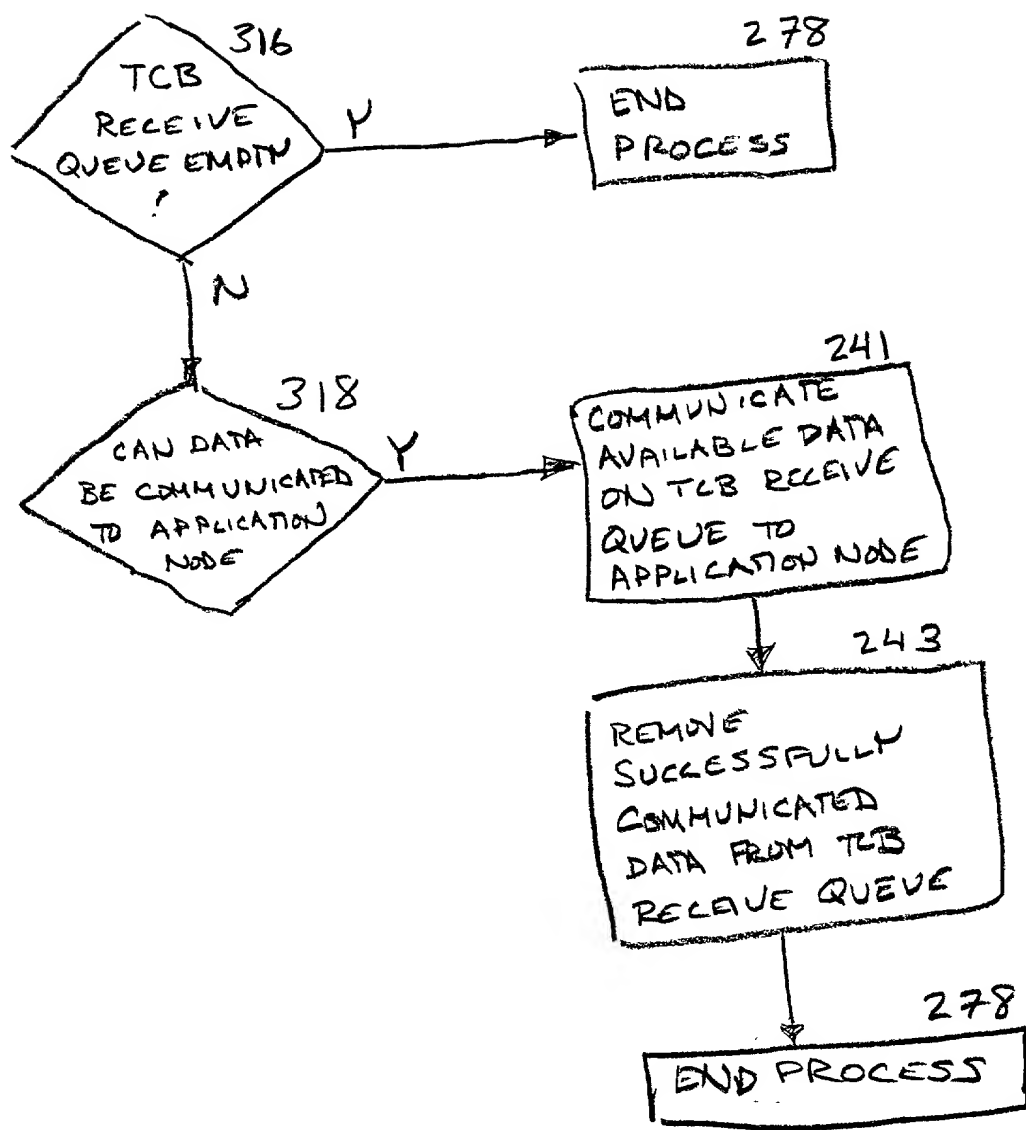 316
TCB
RECEIVE
QUEUE EMPTY
?
Y
278
END
PROCESS
N
318
CAN DATA
BE COMMUNICATED
TO APPLICATION
NODE
Y
241
COMMUNICATE
AVAILABLE DATA
ON TCB RECEIVE
QUEUE TO
APPLICATION NODE
243
REMOVE
SUCCESSFULLY
COMMUNICATED
DATA FROM TCB
RECEIVE QUEUE
278
END PROCESS